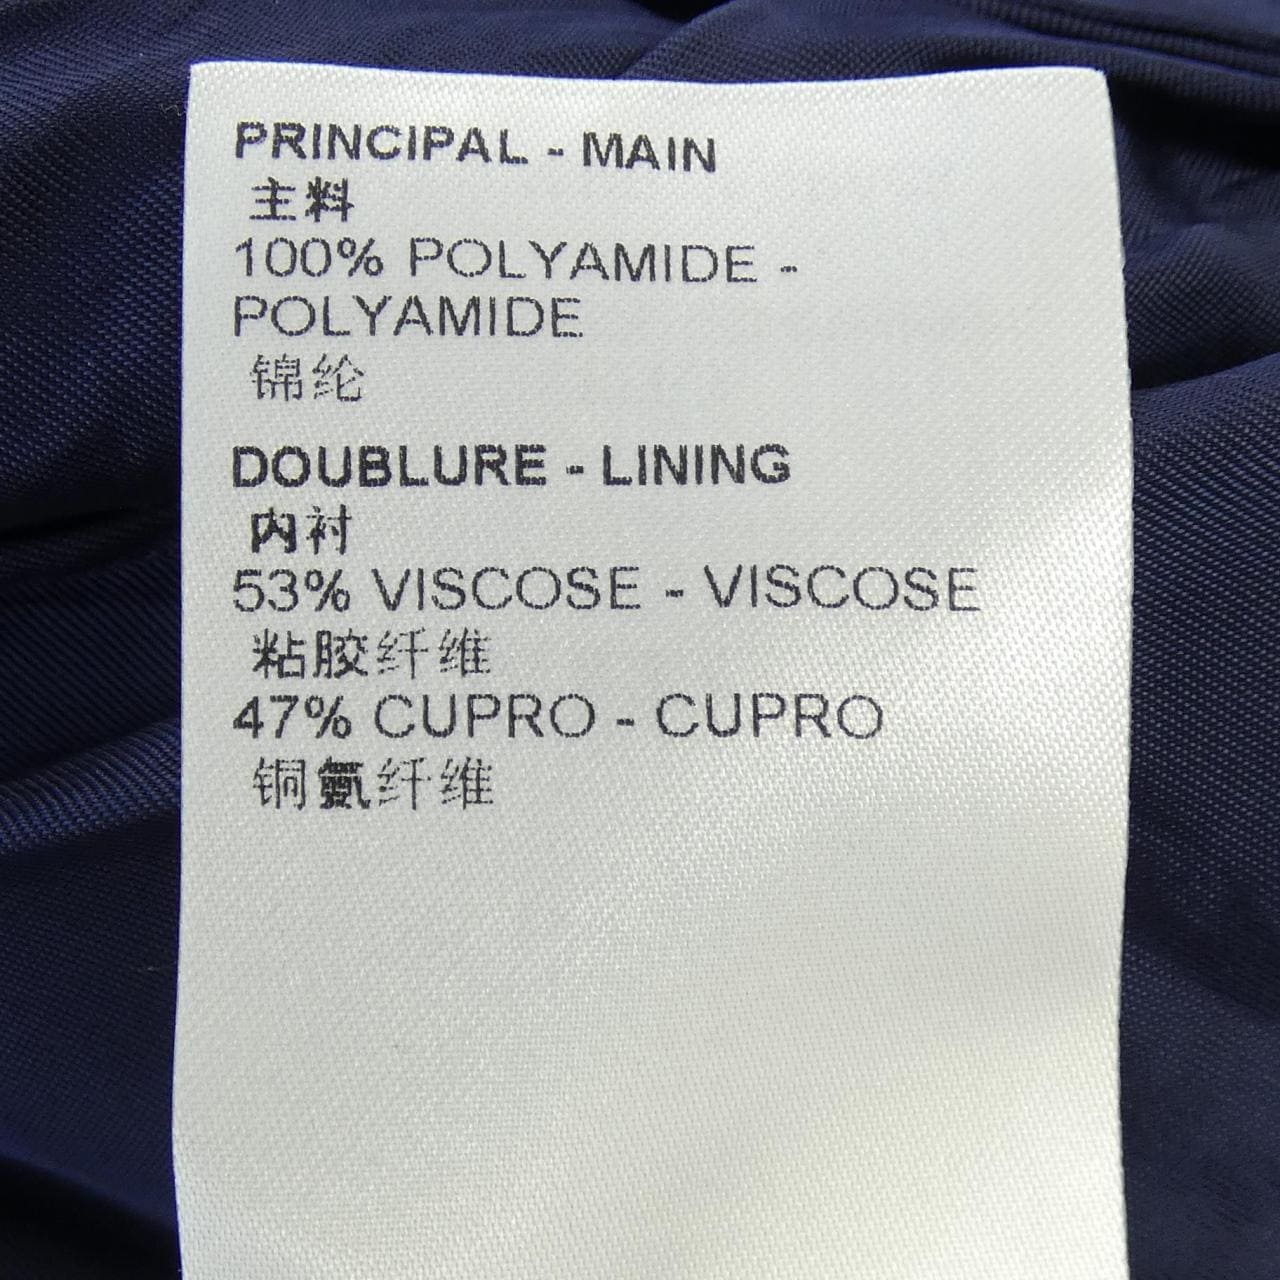 PRINCIPAL - MAIN
主料
100% POLYAMIDE -
POLYAMIDE
锦纶
DOUBLURE - LINING
内衬
53% VISCOSE - VISCOSE
粘胶纤维
47% CUPRO - CUPRO
铜氨纤维